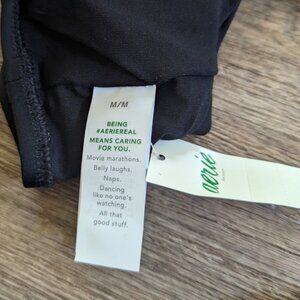 M/M
BEING
#AERIEREAL
MEANS CARING
FOR YOU.
Movie marathons.
Belly laughs.
Naps.
Dancing
like no one's
watching.
All that
good stuff.
aerie